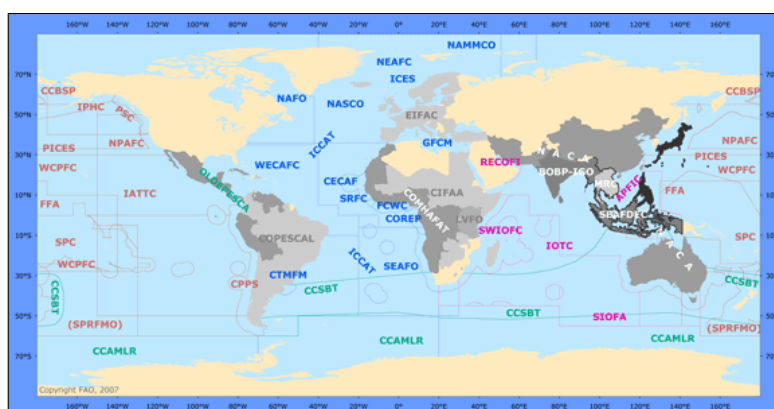 160°W 140°W 120°W 100°W 80°W 60°W 40°W 20°W 0° 20°E 40°E 60°E 80°E 100°E 120°E 140°E 160°E
NAMMCO
70°N
NEAFC
70°N
CCBSP
ICES
CCBSP
IPHC
PSC
NAFO
NASCO
50°N
EIFAC
50°N
NPAFC
ICCAT
GFCM
NACA
NPAFC
PICES
RECOFI
PICES
30°N
WECAFC
BOBP-IGO
30°N
WCPFC
OLDEPESCA
CECAF
MRC
APFIC
WCPFC
IATTC
SRFC
CIFAA
FFA
10°N
FCWC
COMHAFAT
10°N
FFA
COREP
LVFO
SEAFDEC
10°S
COPESCAL
SWIOFC
NACA
10°S
SPC
IOTC
SPC
WCPFC
ICCAT
SEAFO
30°S
CTMFM
30°S
CCSBT
CPPS
CCSBT
CCSBT
CCSBT
50°S
SIOFA
50°S
(SPRFMO)
(SPRFMO)
CCAMLR
CCAMLR
CCAMLR
70°S
70°S
Copyright FAO, 2007
160°W 140°W 120°W 100°W 80°W 60°W 40°W 20°W 0° 20°E 40°E 60°E 80°E 100°E 120°E 140°E 160°E